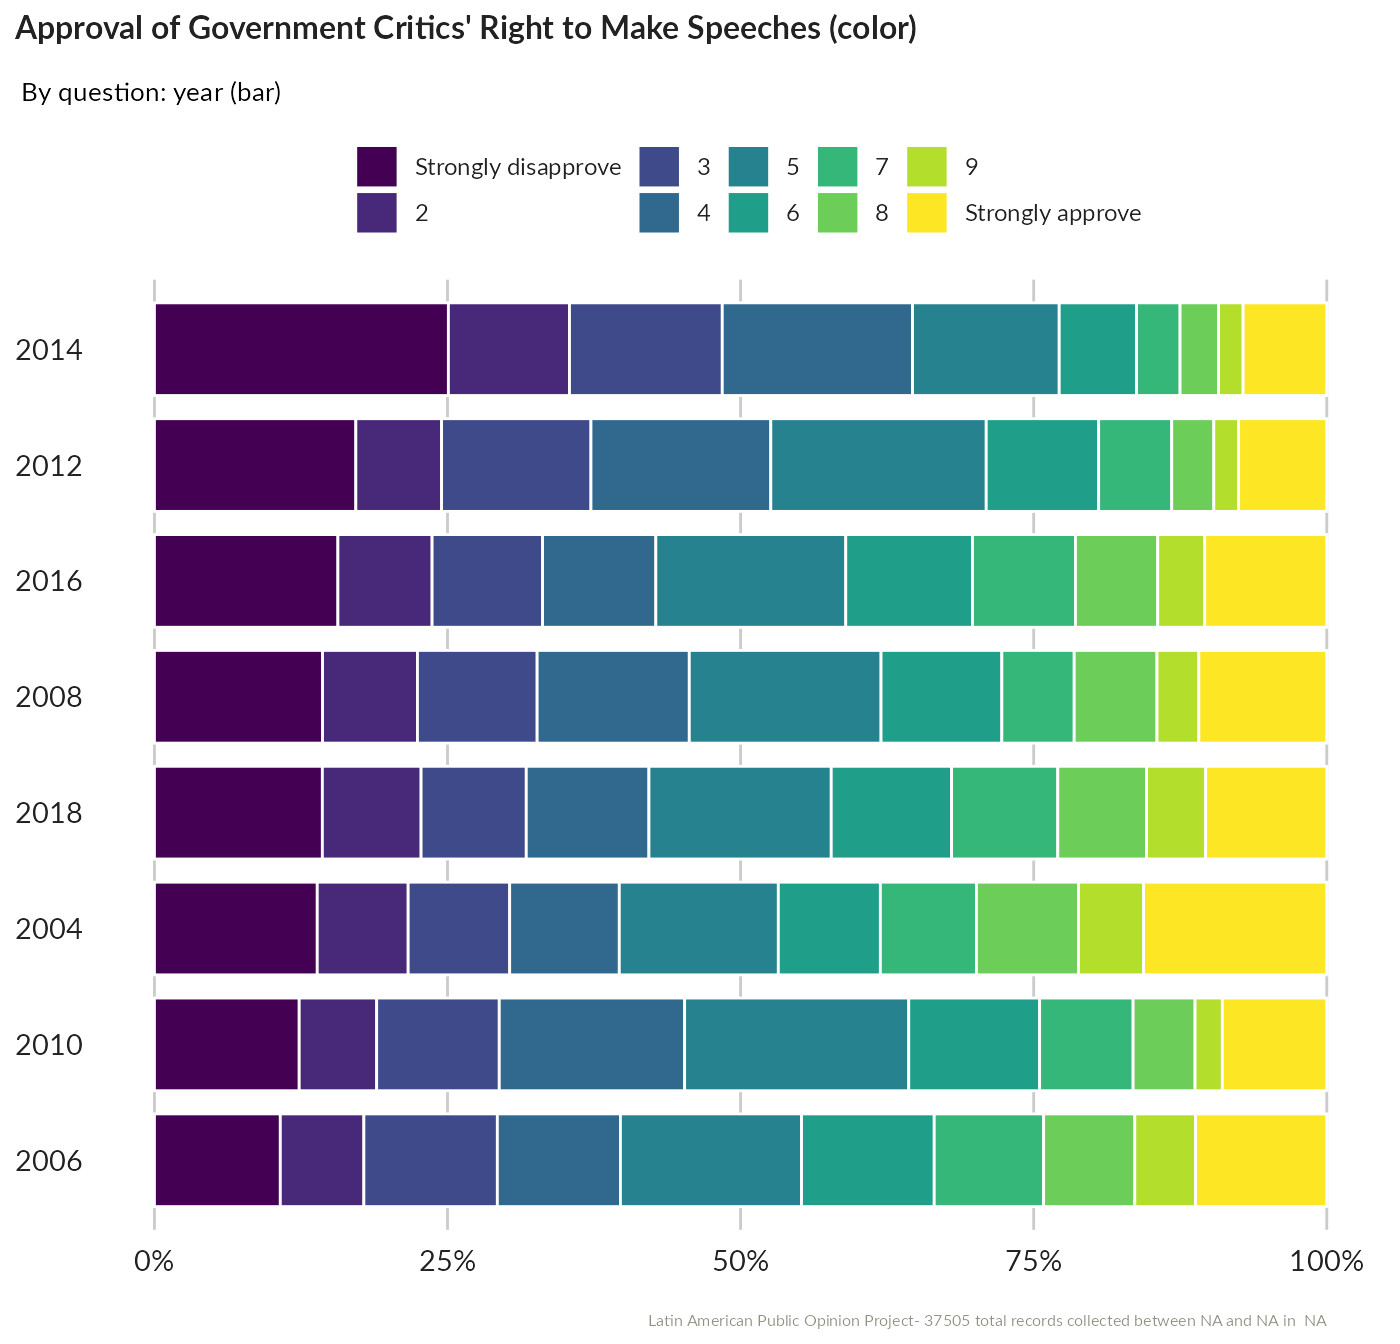 Approval of Government Critics' Right to Make Speeches (color)
By question: year (bar)
Strongly disapprove 3 5 7 9
2 4 6 8 Strongly approve
2014
2012
2016
2008
2018
2004
2010
2006
0% 25% 50% 75% 100%
Latin American Public Opinion Project- 37505 total records collected between NA and NA in  NA